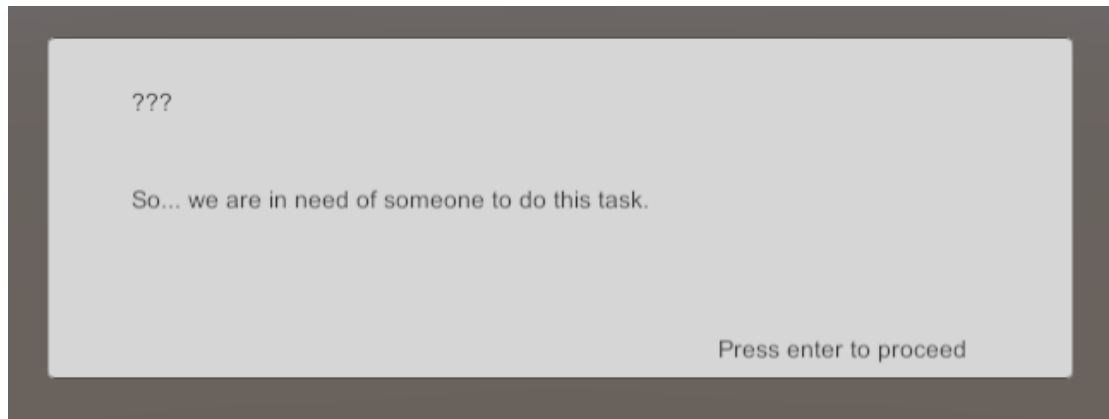 ???
So... we are in need of someone to do this task.
Press enter to proceed